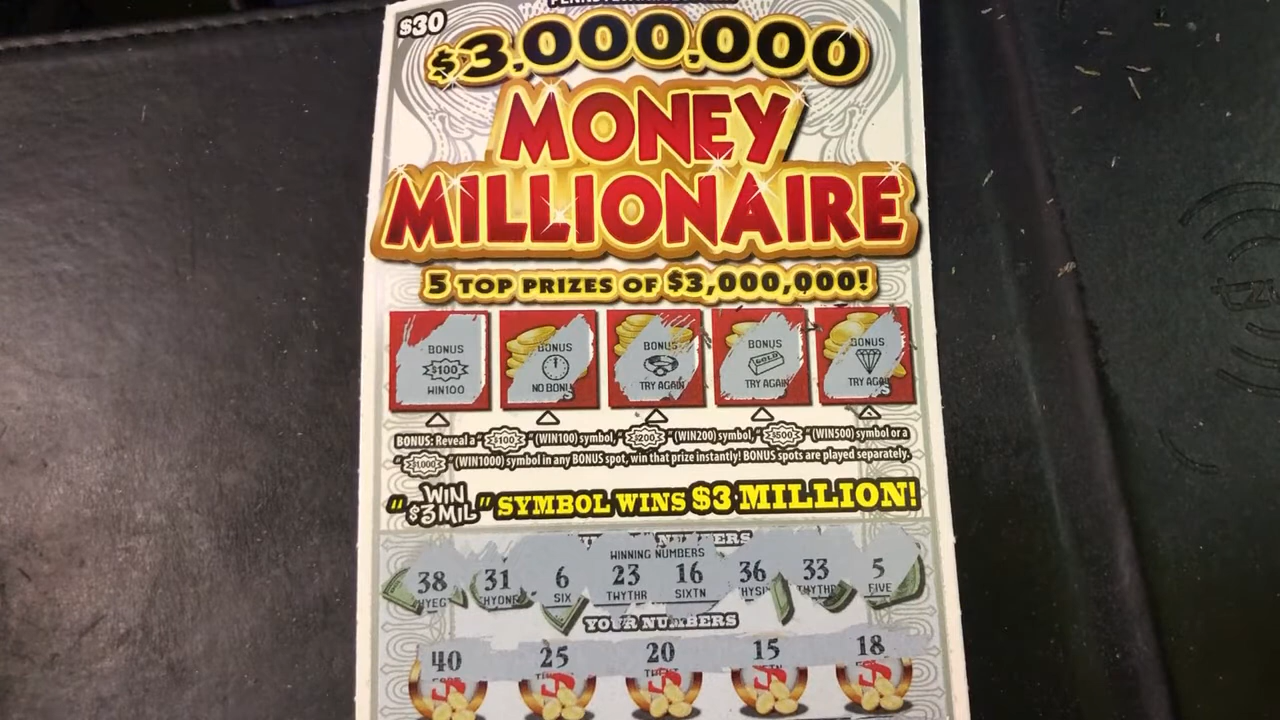 $30
$3,000,000
MONEY
MILLIONAIRE
5 TOP PRIZES OF $3,000,000!
BONUS BONUS BONUS BONUS BONUS
$100 GOLD
WIN100 NO BONUS TRY AGAIN TRY AGAIN TRY AGAIN
BONUS: Reveal a " $100 " (WIN100) symbol, " $200 " (WIN200) symbol, " $500 " (WIN500) symbol or a
" $1,000 " (WIN1000) symbol in any BONUS spot, win that prize instantly! BONUS spots are played separately.
" WIN $3MIL " SYMBOL WINS $3 MILLION!
WINNING NUMBERS
38 31 6 23 16 36 33 5
SIX TWYTHR SIXTN FIVE
YOUR NUMBERS
40 25 20 15 18